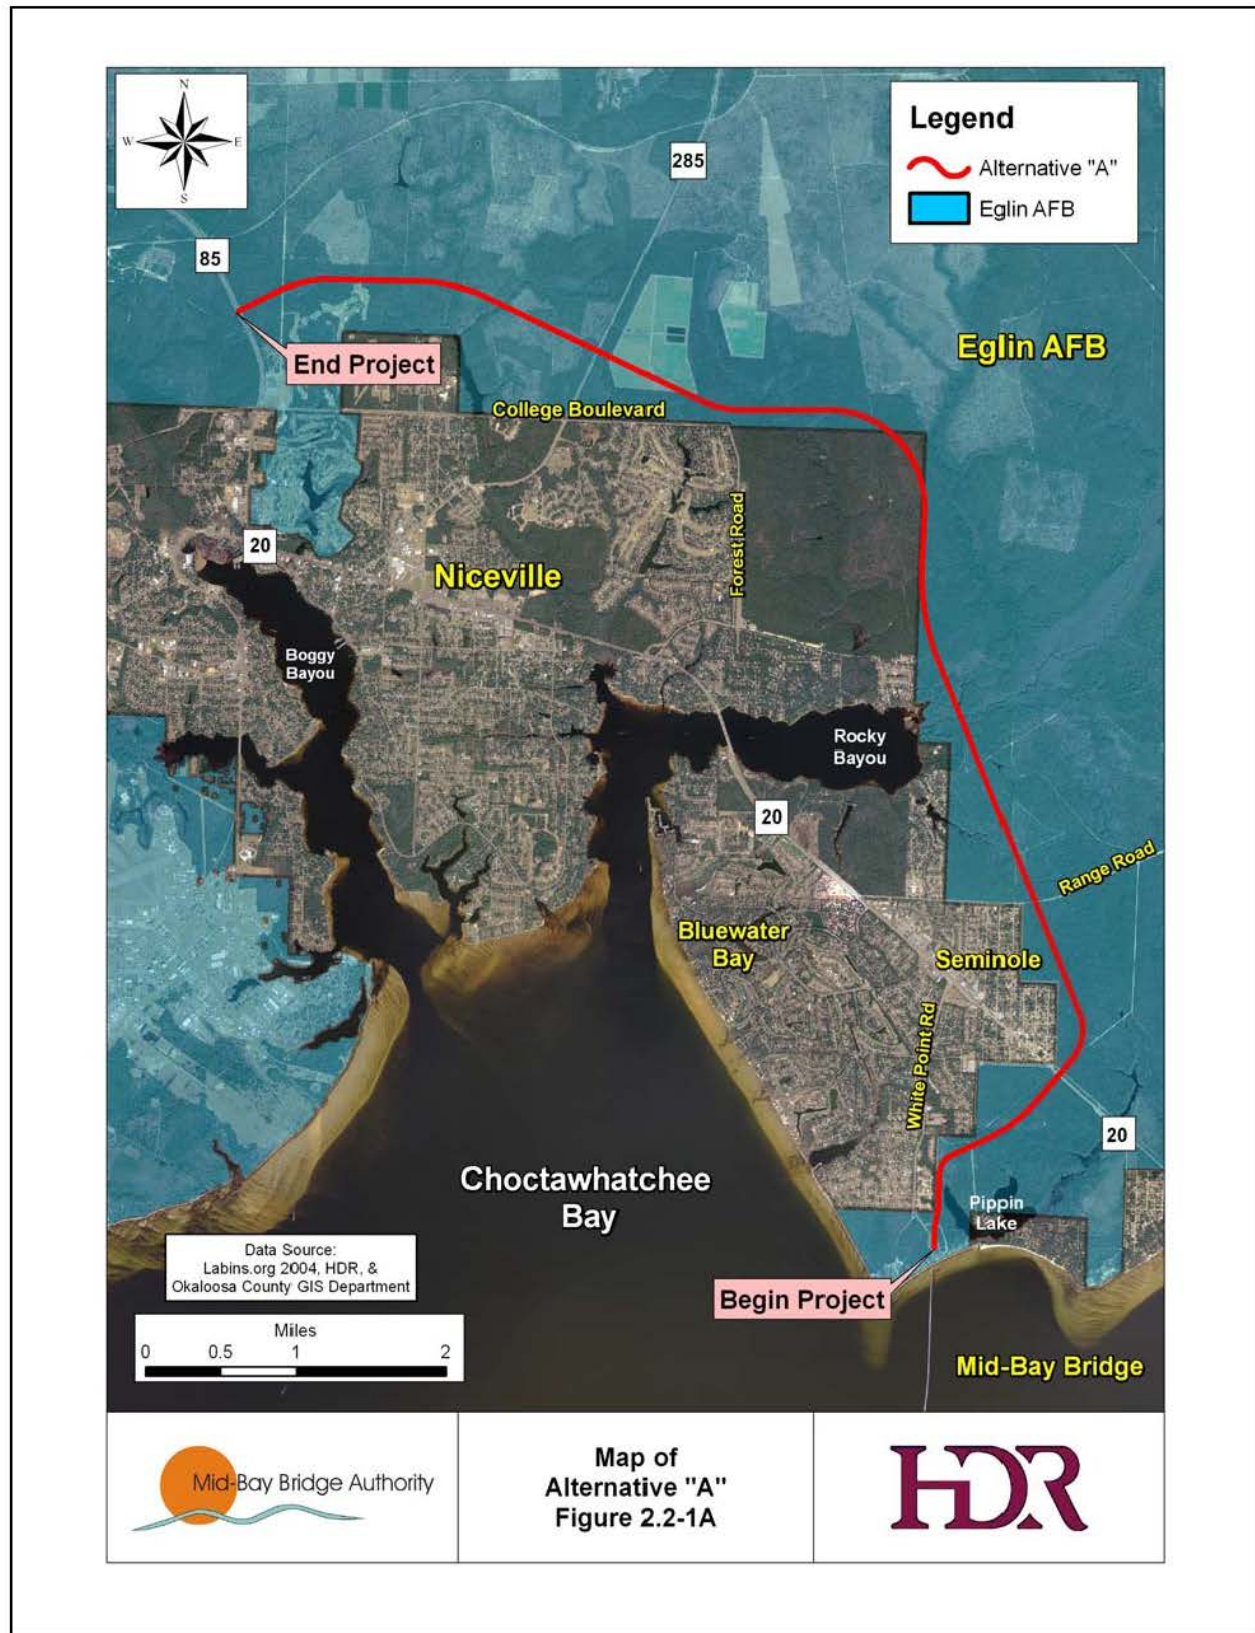 N
W
E
S
Legend
Alternative "A"
Eglin AFB
285
85
Eglin AFB
End Project
College Boulevard
Forest Road
20
Niceville
Boggy
Bayou
Rocky
Bayou
20
Range Road
Bluewater
Bay
Seminole
White Point Rd
20
Choctawhatchee
Bay
Pippin
Lake
Data Source:
Labins.org 2004, HDR, &
Okaloosa County GIS Department
Begin Project
Miles
0 0.5 1 2
Mid-Bay Bridge
Mid-Bay Bridge Authority
Map of
Alternative "A"
Figure 2.2-1A
HDR